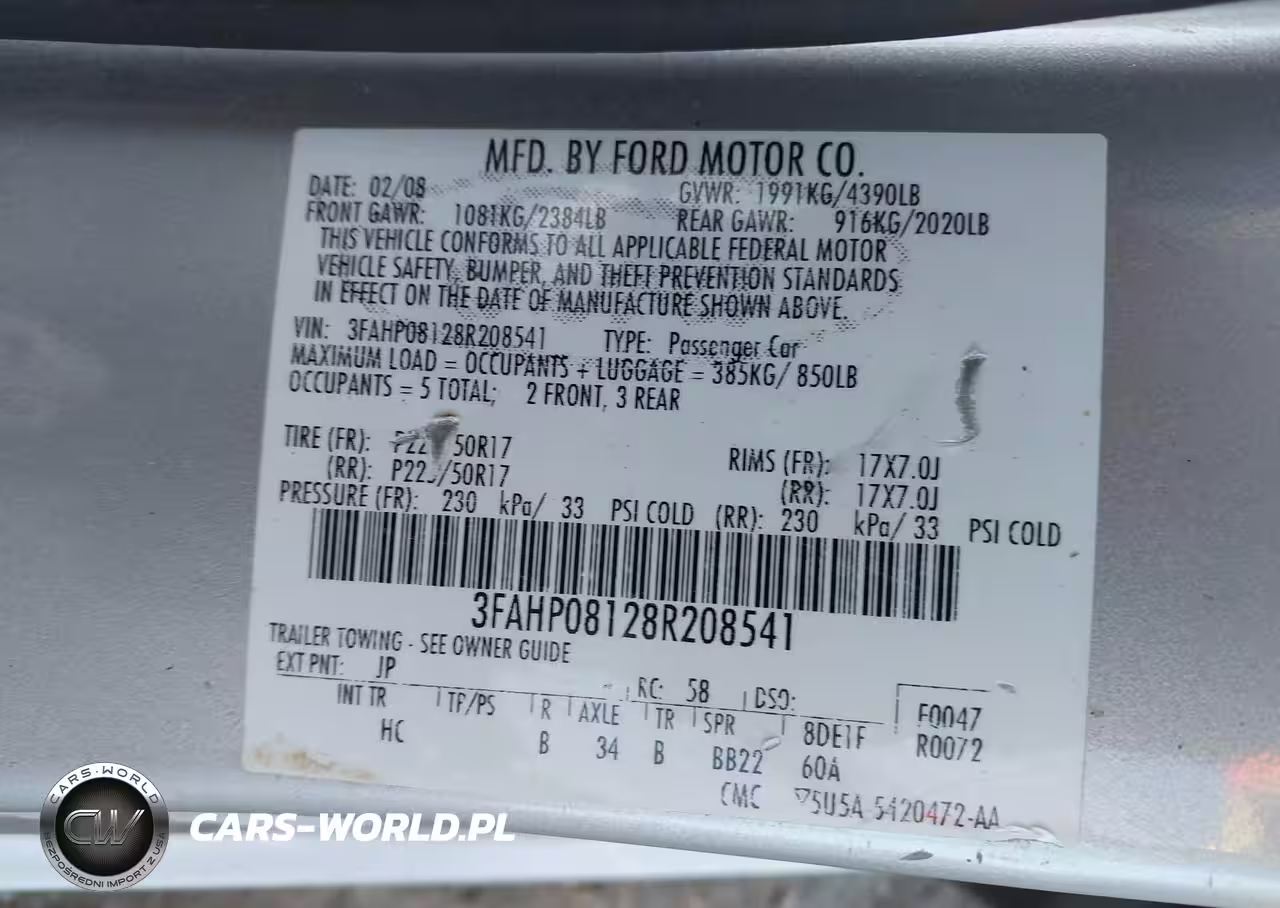 MFD. BY FORD MOTOR CO.
DATE: 02/08 GVWR: 1991KG/4390LB
FRONT GAWR: 1081KG/2384LB REAR GAWR: 916KG/2020LB
THIS VEHICLE CONFORMS TO ALL APPLICABLE FEDERAL MOTOR
VEHICLE SAFETY, BUMPER, AND THEFT PREVENTION STANDARDS
IN EFFECT ON THE DATE OF MANUFACTURE SHOWN ABOVE.
VIN: 3FAHP08128R208541 TYPE: Passenger Car
MAXIMUM LOAD = OCCUPANTS + LUGGAGE = 385KG/ 850LB
OCCUPANTS = 5 TOTAL; 2 FRONT, 3 REAR
TIRE (FR): 50R17 RIMS (FR): 17X7.0J
(RR): /50R17 (RR): 17X7.0J
PRESSURE (FR): 230 kPa/ 33 PSI COLD (RR): 230 kPa/ 33 PSI COLD
3FAHP08128R208541
TRAILER TOWING - SEE OWNER GUIDE
EXT PNT: JP RC: 58 DSO: F0047
INT TR TP/PS R AXLE TR SPR 8DE1F R0072
HC B 34 B BB22 60A
CMC 5U5A 5420472-AA
CARS-WORLD
CW
BEZPOŚREDNI IMPORT Z USA
CARS-WORLD.PL